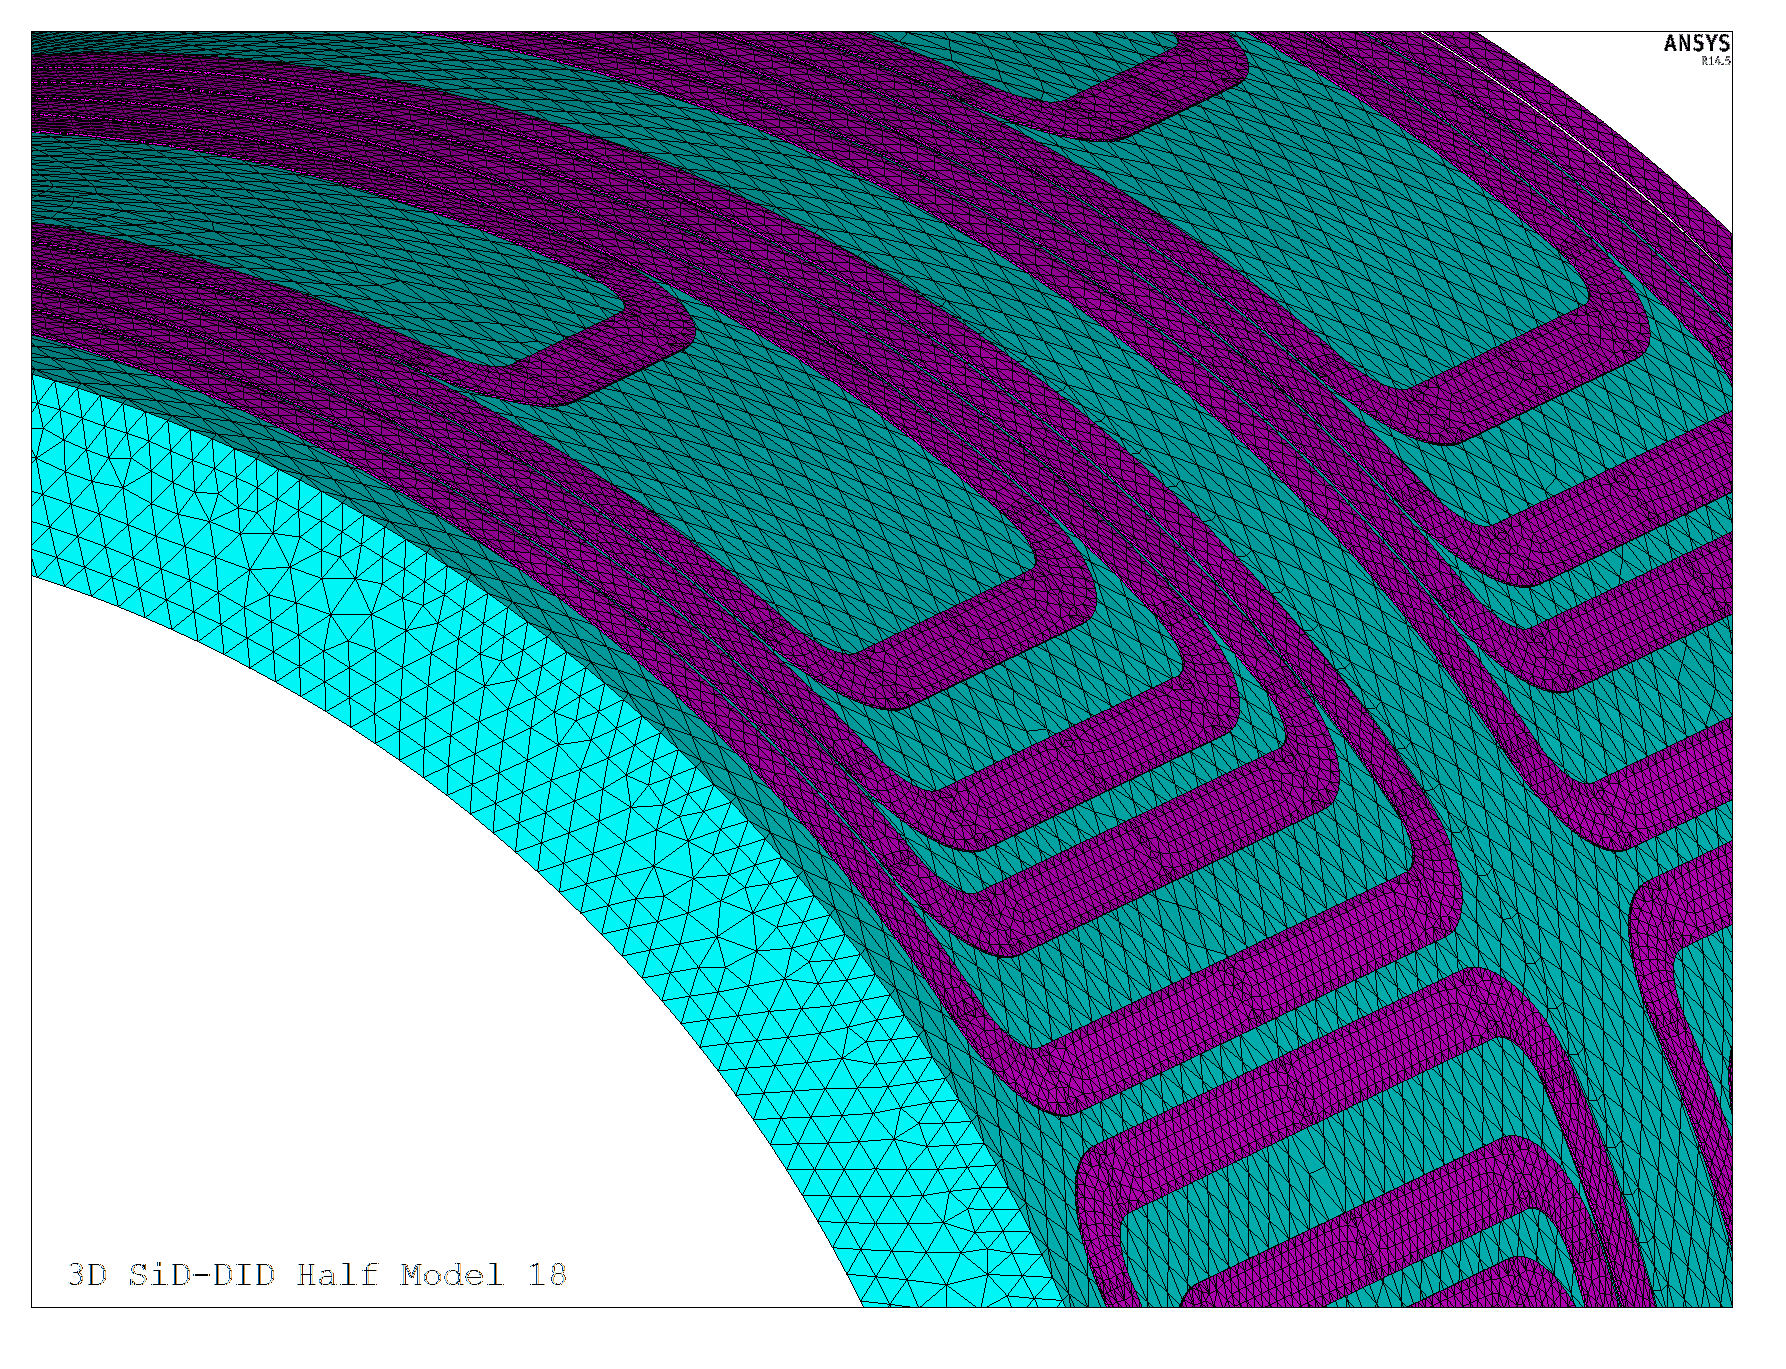 ANSYS
R14.5
3D SiD-DID Half Model 18